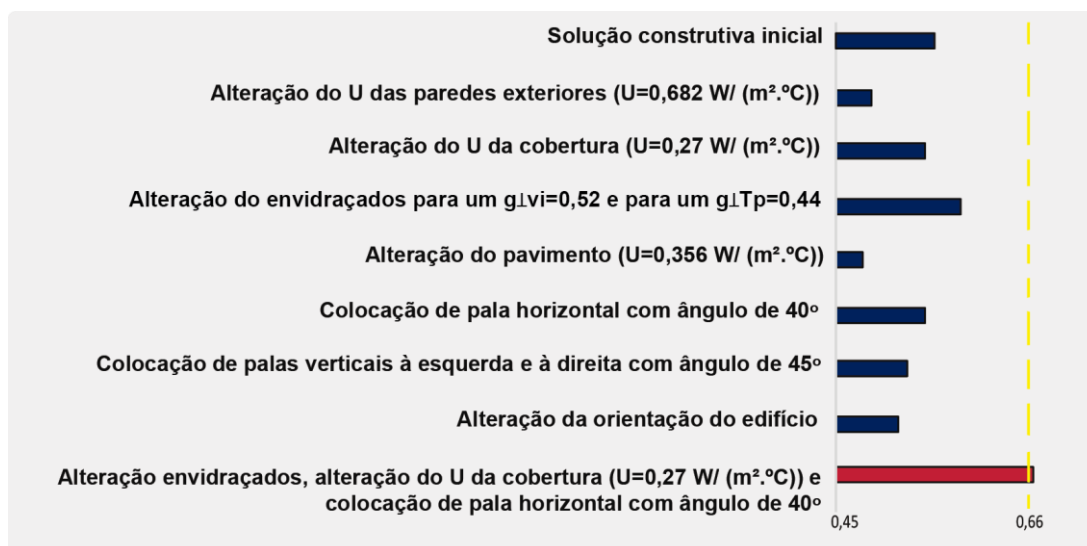 Solução construtiva inicial
Alteração do U das paredes exteriores (U=0,682 W/ (m².ºC))
Alteração do U da cobertura (U=0,27 W/ (m².ºC))
Alteração do envidraçados para um g⊥vi=0,52 e para um g⊥Tp=0,44
Alteração do pavimento (U=0,356 W/ (m².ºC))
Colocação de pala horizontal com ângulo de 40º
Colocação de palas verticais à esquerda e à direita com ângulo de 45º
Alteração da orientação do edifício
Alteração envidraçados, alteração do U da cobertura (U=0,27 W/ (m².ºC)) e
colocação de pala horizontal com ângulo de 40º
0,45 0,66